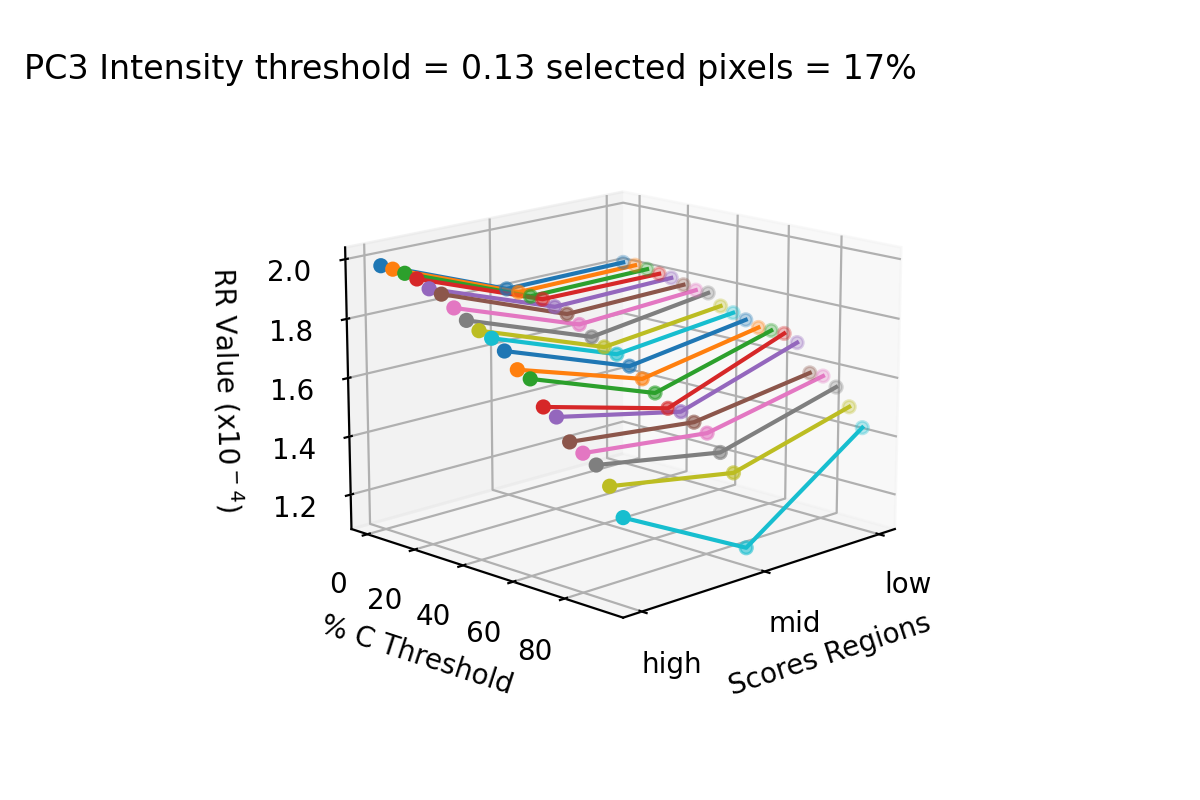 PC3 Intensity threshold = 0.13 selected pixels = 17%
RR Value (x10⁻⁴)
2.0
1.8
1.6
1.4
1.2
0
20
40
60
80
% C Threshold
high
mid
low
Scores Regions